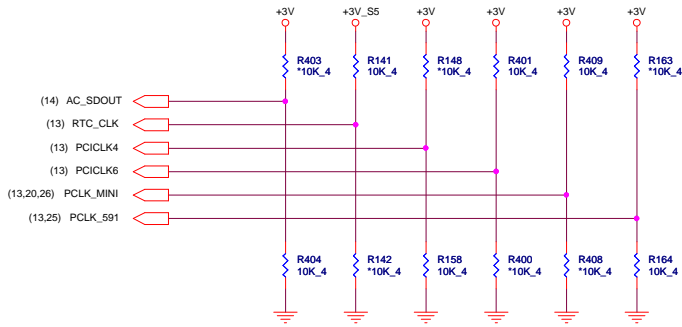 +3V +3V_S5 +3V +3V +3V +3V
R403 R141 R148 R401 R409 R163
*10K_4 10K_4 *10K_4 10K_4 10K_4 *10K_4
(14) AC_SDOUT
(13) RTC_CLK
(13) PCICLK4
(13) PCICLK6
(13,20,26) PCLK_MINI
(13,25) PCLK_591
R404 R142 R158 R400 R408 R164
10K_4 *10K_4 10K_4 *10K_4 *10K_4 10K_4